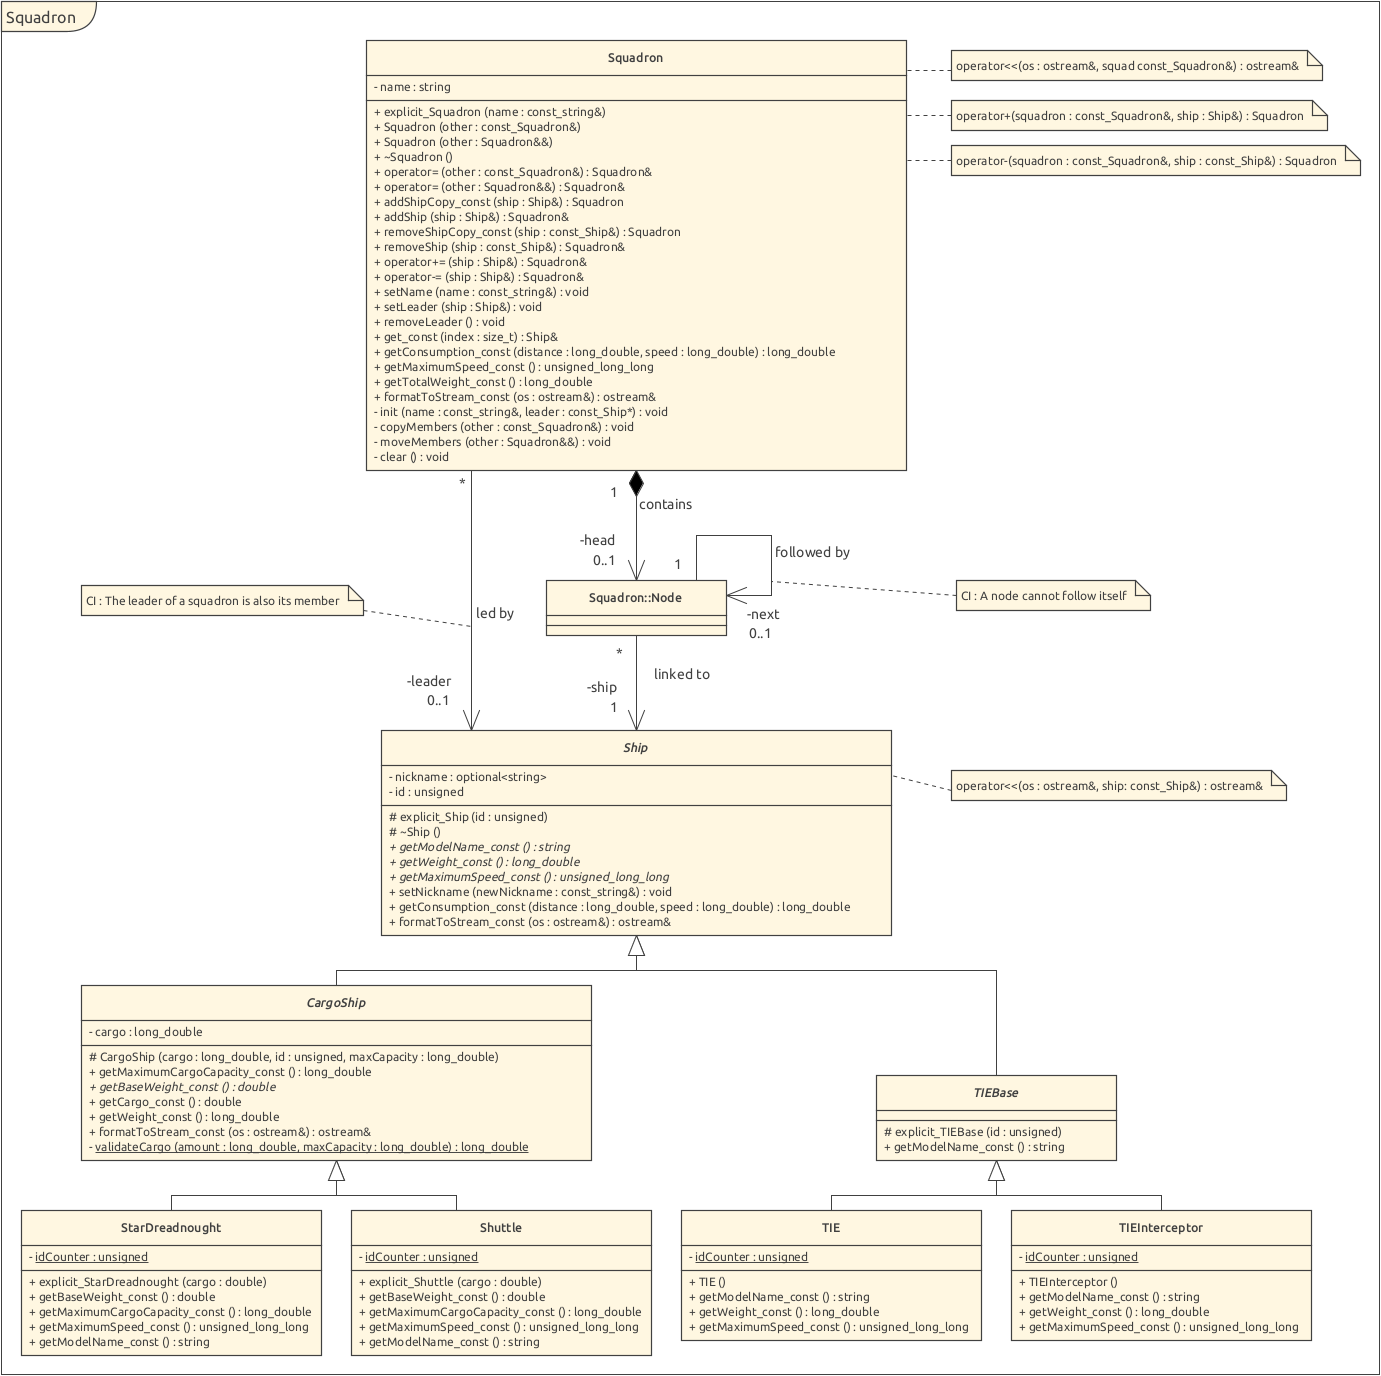 Squadron
Squadron
- name : string
+ explicit_Squadron (name : const_string&)
+ Squadron (other : const_Squadron&)
+ Squadron (other : Squadron&&)
+ ~Squadron ()
+ operator= (other : const_Squadron&) : Squadron&
+ operator= (other : Squadron&&) : Squadron&
+ addShipCopy_const (ship : Ship&) : Squadron
+ addShip (ship : Ship&) : Squadron&
+ removeShipCopy_const (ship : const_Ship&) : Squadron
+ removeShip (ship : const_Ship&) : Squadron&
+ operator+= (ship : Ship&) : Squadron&
+ operator-= (ship : Ship&) : Squadron&
+ setName (name : const_string&) : void
+ setLeader (ship : Ship&) : void
+ removeLeader () : void
+ get_const (index : size_t) : Ship&
+ getConsumption_const (distance : long_double, speed : long_double) : long_double
+ getMaximumSpeed_const () : unsigned_long_long
+ getTotalWeight_const () : long_double
+ formatToStream_const (os : ostream&) : ostream&
- init (name : const_string&, leader : const_Ship*) : void
- copyMembers (other : const_Squadron&) : void
- moveMembers (other : Squadron&&) : void
- clear () : void
operator<<(os : ostream&, squad const_Squadron&) : ostream&
operator+(squadron : const_Squadron&, ship : Ship&) : Squadron
operator-(squadron : const_Squadron&, ship : const_Ship&) : Squadron
*
1
contains
-head
0..1
1
followed by
CI : The leader of a squadron is also its member
led by
Squadron::Node
-next
0..1
CI : A node cannot follow itself
*
linked to
-leader
0..1
-ship
1
Ship
- nickname : optional<string>
- id : unsigned
# explicit_Ship (id : unsigned)
# ~Ship ()
+ getModelName_const () : string
+ getWeight_const () : long_double
+ getMaximumSpeed_const () : unsigned_long_long
+ setNickname (newNickname : const_string&) : void
+ getConsumption_const (distance : long_double, speed : long_double) : long_double
+ formatToStream_const (os : ostream&) : ostream&
operator<<(os : ostream&, ship: const_Ship&) : ostream&
CargoShip
- cargo : long_double
# CargoShip (cargo : long_double, id : unsigned, maxCapacity : long_double)
+ getMaximumCargoCapacity_const () : long_double
+ getBaseWeight_const () : double
+ getCargo_const () : double
+ getWeight_const () : long_double
+ formatToStream_const (os : ostream&) : ostream&
- validateCargo (amount : long_double, maxCapacity : long_double) : long_double
TIEBase
# explicit_TIEBase (id : unsigned)
+ getModelName_const () : string
StarDreadnought
- idCounter : unsigned
+ explicit_StarDreadnought (cargo : double)
+ getBaseWeight_const () : double
+ getMaximumCargoCapacity_const () : long_double
+ getMaximumSpeed_const () : unsigned_long_long
+ getModelName_const () : string
Shuttle
- idCounter : unsigned
+ explicit_Shuttle (cargo : double)
+ getBaseWeight_const () : double
+ getMaximumCargoCapacity_const () : long_double
+ getMaximumSpeed_const () : unsigned_long_long
+ getModelName_const () : string
TIE
- idCounter : unsigned
+ TIE ()
+ getModelName_const () : string
+ getWeight_const () : long_double
+ getMaximumSpeed_const () : unsigned_long_long
TIEInterceptor
- idCounter : unsigned
+ TIEInterceptor ()
+ getModelName_const () : string
+ getWeight_const () : long_double
+ getMaximumSpeed_const () : unsigned_long_long